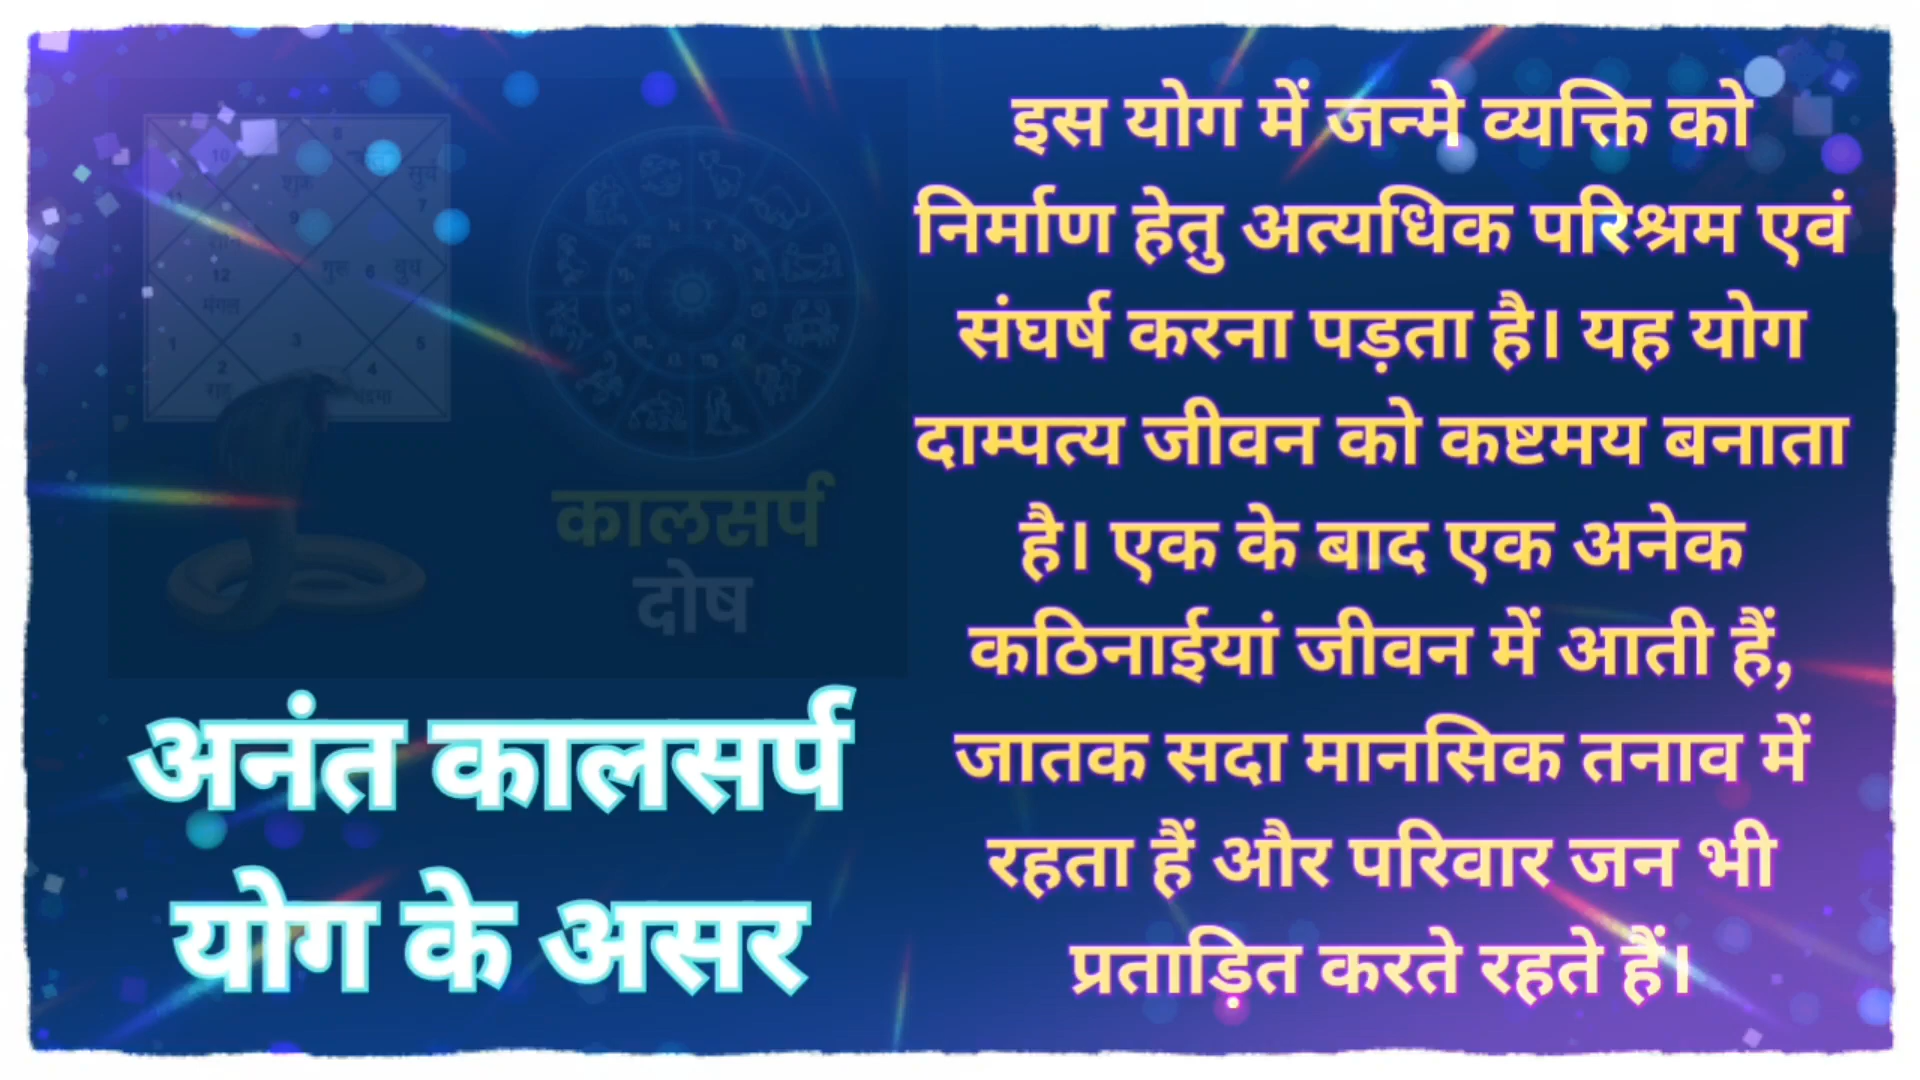 कालसर्प
दोष
अनंत कालसर्प
योग के असर
इस योग में जन्मे व्यक्ति को
निर्माण हेतु अत्यधिक परिश्रम एवं
संघर्ष करना पड़ता है। यह योग
दाम्पत्य जीवन को कष्टमय बनाता
है। एक के बाद एक अनेक
कठिनाईयां जीवन में आती हैं,
जातक सदा मानसिक तनाव में
रहता हैं और परिवार जन भी
प्रताड़ित करते रहते हैं।